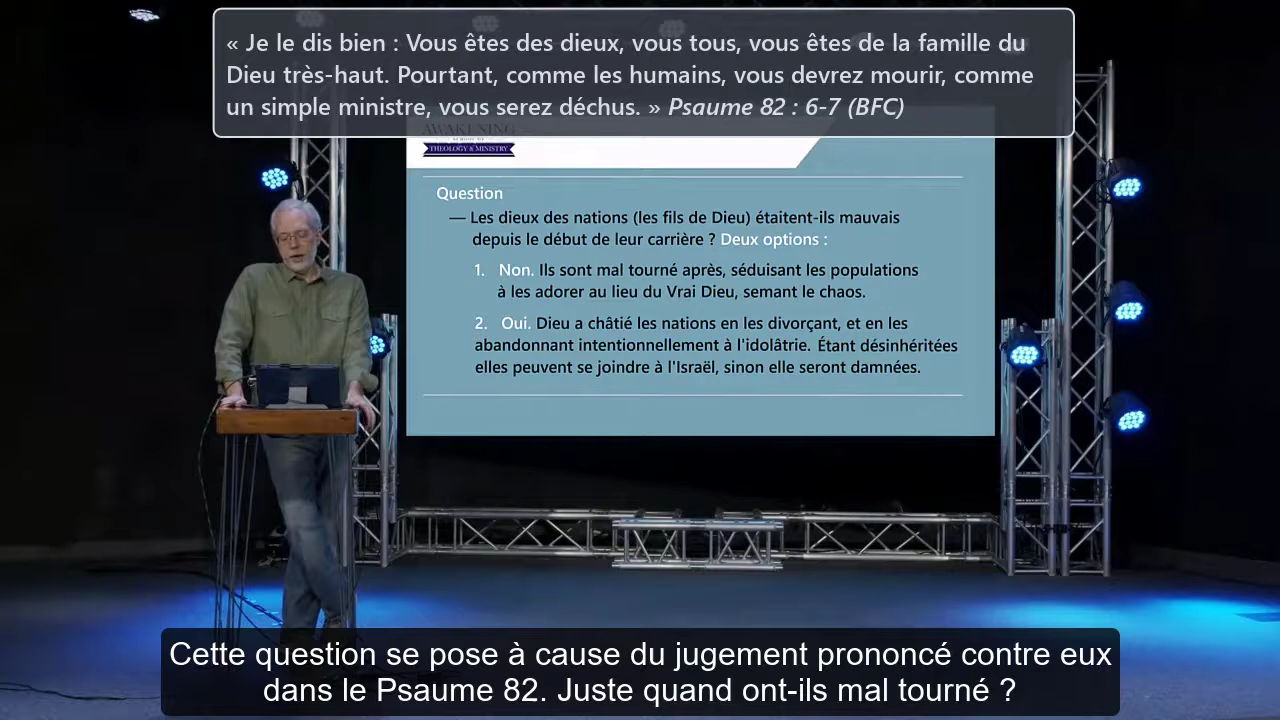 « Je le dis bien : Vous êtes des dieux, vous tous, vous êtes de la famille du
Dieu très-haut. Pourtant, comme les humains, vous devrez mourir, comme
un simple ministre, vous serez déchus. » Psaume 82 : 6-7 (BFC)
AWAKENING
SCHOOL OF
THEOLOGY & MINISTRY
Question
— Les dieux des nations (les fils de Dieu) étaitent-ils mauvais
depuis le début de leur carrière ? Deux options :
1. Non. Ils sont mal tourné après, séduisant les populations
à les adorer au lieu du Vrai Dieu, semant le chaos.
2. Oui. Dieu a châtié les nations en les divorçant, et en les
abandonnant intentionnellement à l'idolâtrie. Étant désinhéritées
elles peuvent se joindre à l'Israël, sinon elle seront damnées.
Cette question se pose à cause du jugement prononcé contre eux
dans le Psaume 82. Juste quand ont-ils mal tourné ?